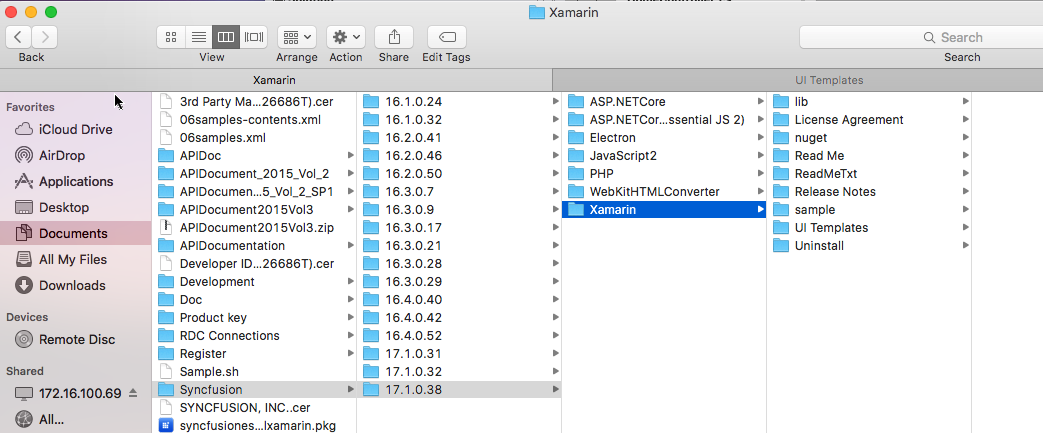 Xamarin
Back
View
Arrange
Action
Share
Edit Tags
Search
Search
Xamarin
UI Templates
Favorites
iCloud Drive
AirDrop
Applications
Desktop
Documents
All My Files
Downloads
Devices
Remote Disc
Shared
172.16.100.69
All...
3rd Party Ma...26686T).cer
06samples-contents.xml
06samples.xml
APIDoc
APIDocument_2015_Vol_2
APIDocument...5_Vol_2_SP1
APIDocument2015Vol3
APIDocument2015Vol3.zip
APIDocumentation
Developer ID...26686T).cer
Development
Doc
Product key
RDC Connections
Register
Sample.sh
Syncfusion
SYNCFUSION, INC..cer
syncfusiones...lxamarin.pkg
16.1.0.24
16.1.0.32
16.2.0.41
16.2.0.46
16.2.0.50
16.3.0.7
16.3.0.9
16.3.0.17
16.3.0.21
16.3.0.28
16.3.0.29
16.4.0.40
16.4.0.42
16.4.0.52
17.1.0.31
17.1.0.32
17.1.0.38
ASP.NETCore
ASP.NETCor...ssential JS 2)
Electron
JavaScript2
PHP
WebKitHTMLConverter
Xamarin
lib
License Agreement
nuget
Read Me
ReadMeTxt
Release Notes
sample
UI Templates
Uninstall